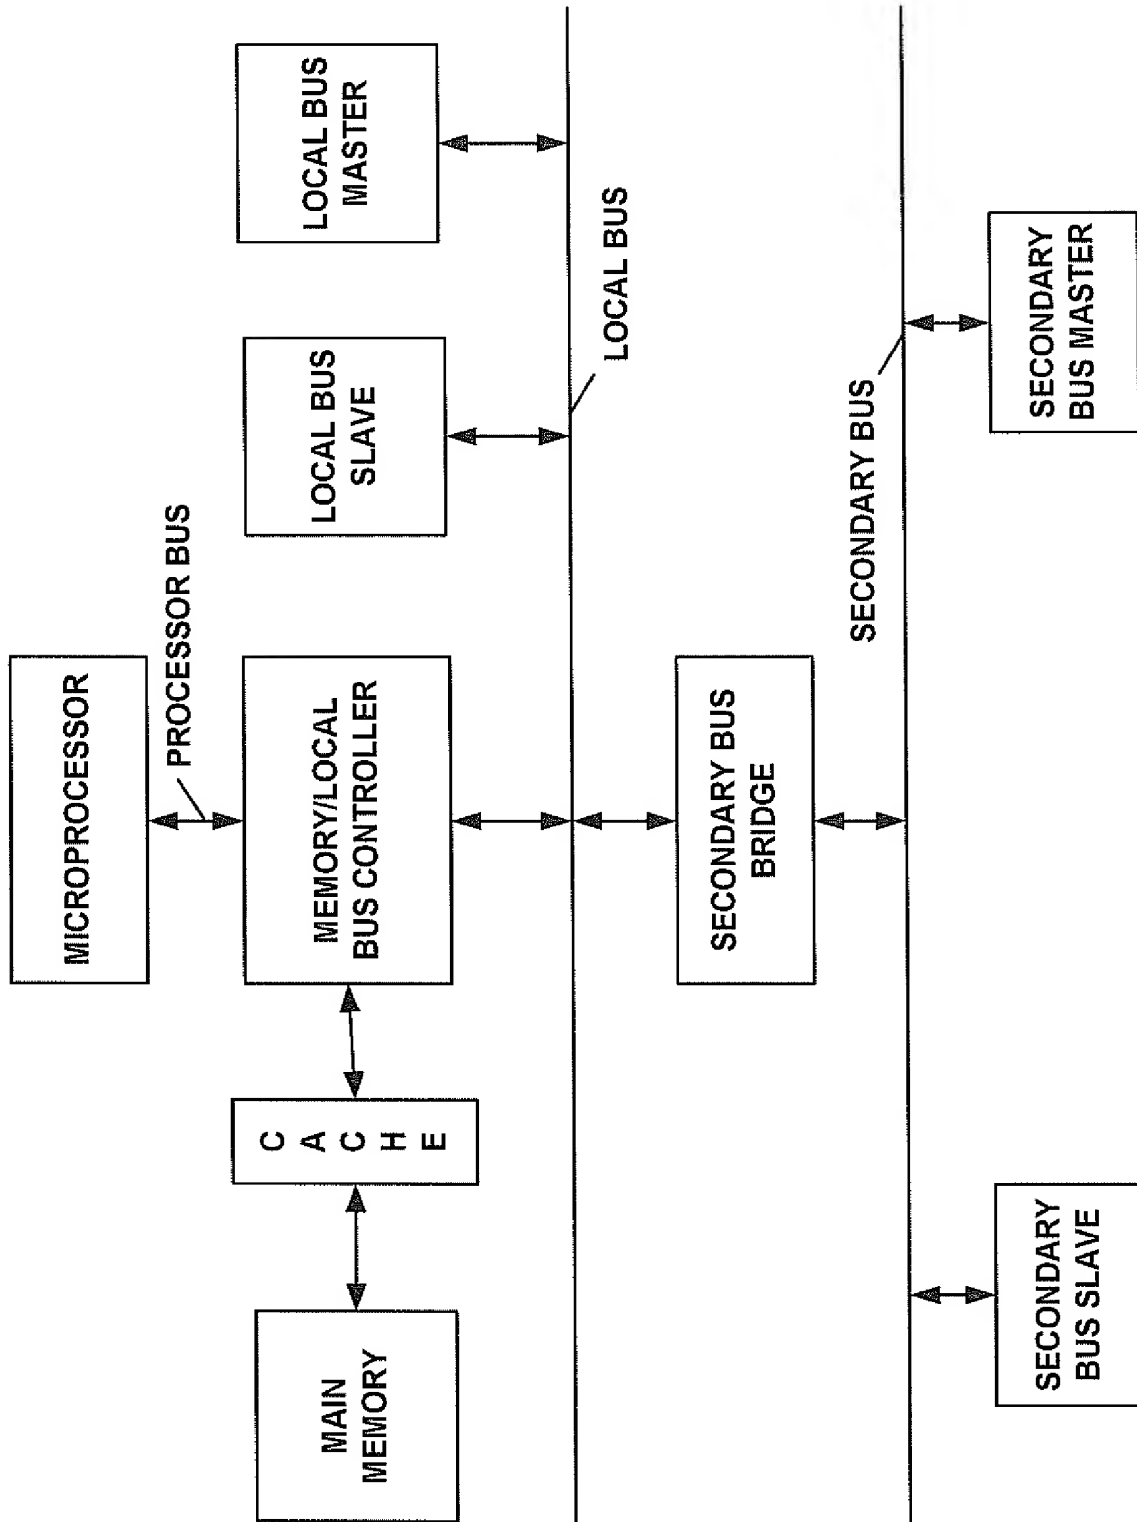 MICROPROCESSOR
PROCESSOR BUS
MAIN
MEMORY
C
A
C
H
E
MEMORY/LOCAL
BUS CONTROLLER
LOCAL BUS
SLAVE
LOCAL BUS
MASTER
LOCAL BUS
SECONDARY BUS
BRIDGE
SECONDARY BUS
SECONDARY
BUS SLAVE
SECONDARY
BUS MASTER